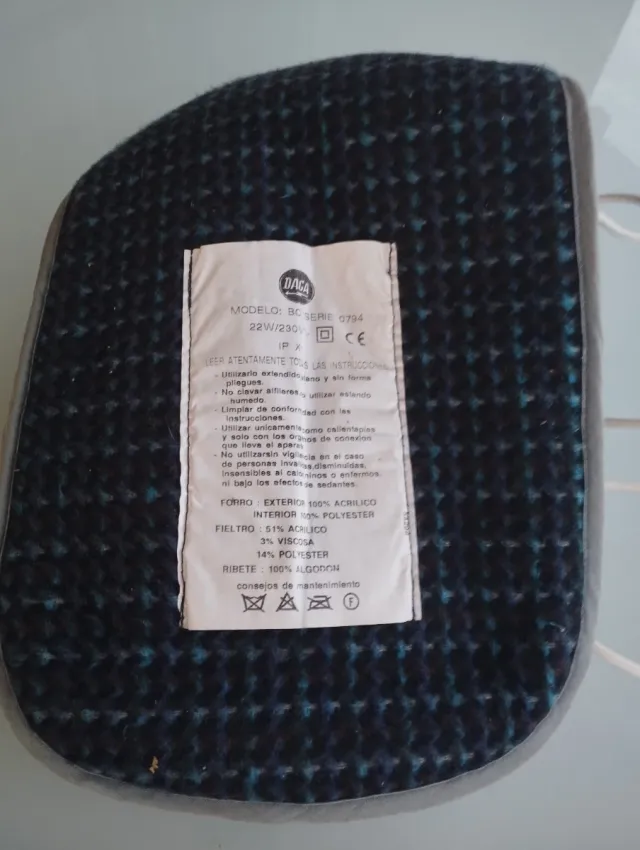 DAGA
MODELO: BC SERIE 0794
22W/230V CE
IP X
LEER ATENTAMENTE TODAS LAS INSTRUCCIONES
- Utilizarlo extendido, plano y sin forma
pliegues.
- No clavar alfileres o utilizar estando
humedo.
- Limpiar de conformidad con las
instrucciones.
- Utilizar unicamente como calientapies
y solo con los organos de conexion
que lleva el aparato
- No utilizar sin vigilancia en el caso
de personas invalidas, disminuidas,
insensibles al calor, ninos o enfermos,
ni bajo los efectos de sedantes.
FORRO : EXTERIOR 100% ACRILICO
INTERIOR 100% POLYESTER
FIELTRO : 51% ACRILICO
3% VISCOSA
14% POLYESTER
RIBETE : 100% ALGODON
consejos de mantenimiento
F